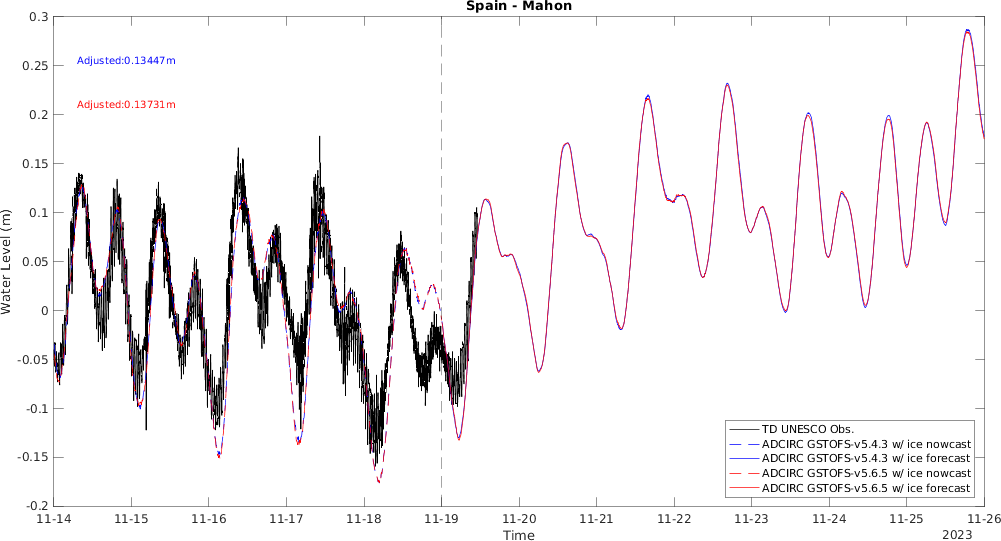 Spain - Mahon
Adjusted:0.13447m
Adjusted:0.13731m
Water Level (m)
0.3
0.25
0.2
0.15
0.1
0.05
0
-0.05
-0.1
-0.15
-0.2
TD UNESCO Obs.
ADCIRC GSTOFS-v5.4.3 w/ ice nowcast
ADCIRC GSTOFS-v5.4.3 w/ ice forecast
ADCIRC GSTOFS-v5.6.5 w/ ice nowcast
ADCIRC GSTOFS-v5.6.5 w/ ice forecast
11-14 11-15 11-16 11-17 11-18 11-19 11-20 11-21 11-22 11-23 11-24 11-25 11-26
Time
2023